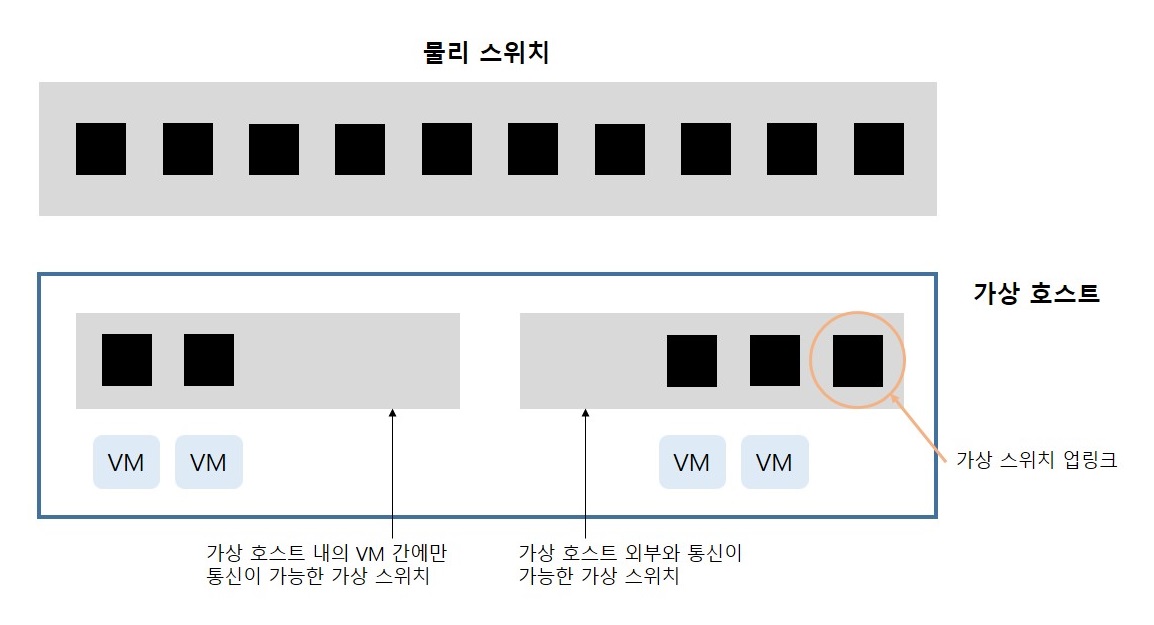 물리 스위치
가상 호스트
VM
VM
VM
VM
가상 스위치 업링크
가상 호스트 내의 VM 간에만
통신이 가능한 가상 스위치
가상 호스트 외부와 통신이
가능한 가상 스위치